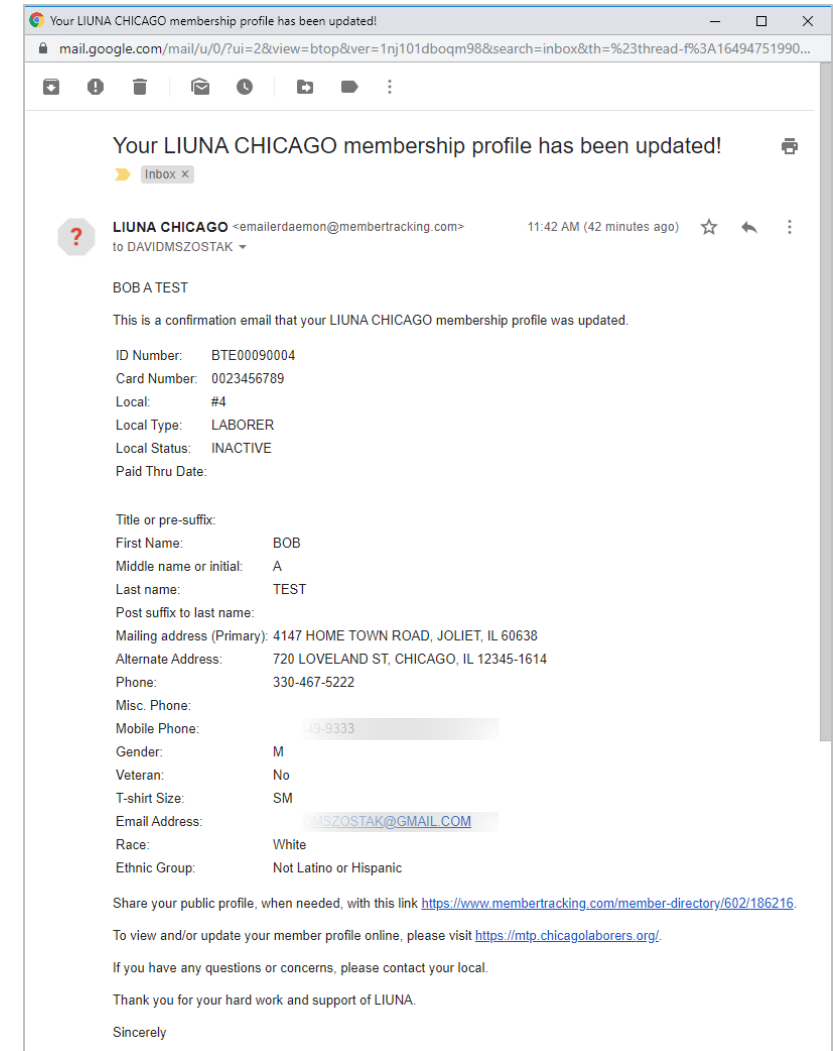 Your LIUNA CHICAGO membership profile has been updated!
mail.google.com/mail/u/0/?ui=2&view=btop&ver=1nj101dboqm98&search=inbox&th=%23thread-f%3A16494751990...
Your LIUNA CHICAGO membership profile has been updated!
Inbox ×
LIUNA CHICAGO <emailerdaemon@membertracking.com> 11:42 AM (42 minutes ago)
to DAVIDMSZOSTAK
BOB A TEST
This is a confirmation email that your LIUNA CHICAGO membership profile was updated.
ID Number: BTE00090004
Card Number: 0023456789
Local: #4
Local Type: LABORER
Local Status: INACTIVE
Paid Thru Date:
Title or pre-suffix:
First Name: BOB
Middle name or initial: A
Last name: TEST
Post suffix to last name:
Mailing address (Primary): 4147 HOME TOWN ROAD, JOLIET, IL 60638
Alternate Address: 720 LOVELAND ST, CHICAGO, IL 12345-1614
Phone: 330-467-5222
Misc. Phone:
Mobile Phone: 9333
Gender: M
Veteran: No
T-shirt Size: SM
Email Address: MSZOSTAK@GMAIL.COM
Race: White
Ethnic Group: Not Latino or Hispanic
Share your public profile, when needed, with this link https://www.membertracking.com/member-directory/602/186216.
To view and/or update your member profile online, please visit https://mtp.chicagolaborers.org/.
If you have any questions or concerns, please contact your local.
Thank you for your hard work and support of LIUNA.
Sincerely